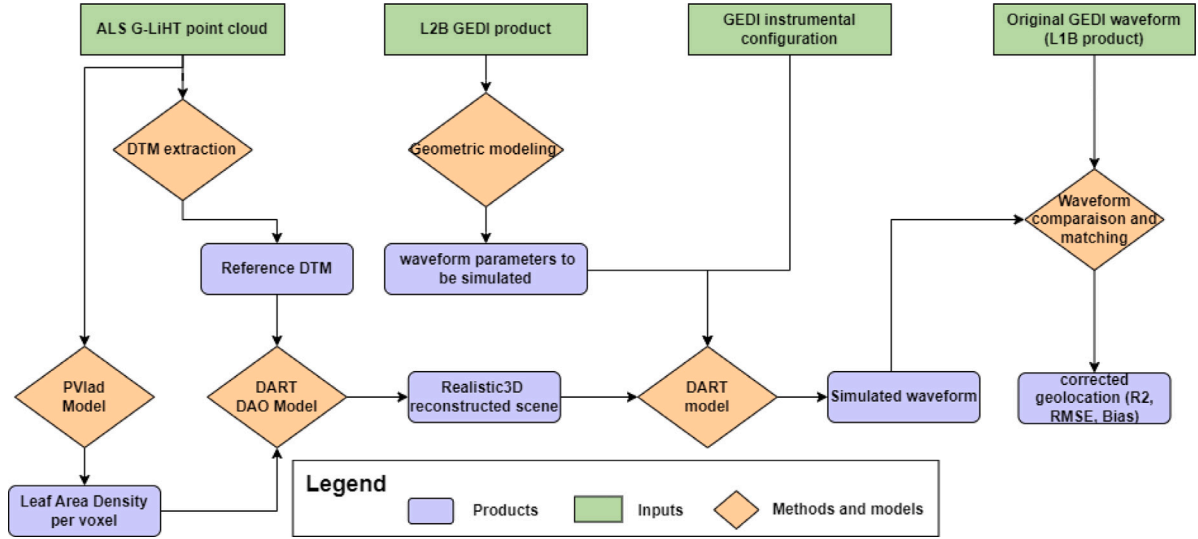 ALS G-LiHT point cloud
L2B GEDI product
GEDI instrumental
configuration
Original GEDI waveform
(L1B product)
DTM extraction
Geometric modeling
Waveform
comparaison and
matching
Reference DTM
waveform parameters to
be simulated
PVlad
Model
DART
DAO Model
Realistic3D
reconstructed scene
DART
model
Simulated waveform
corrected
geolocation (R2,
RMSE, Bias)
Leaf Area Density
per voxel
Legend
Products
Inputs
Methods and models